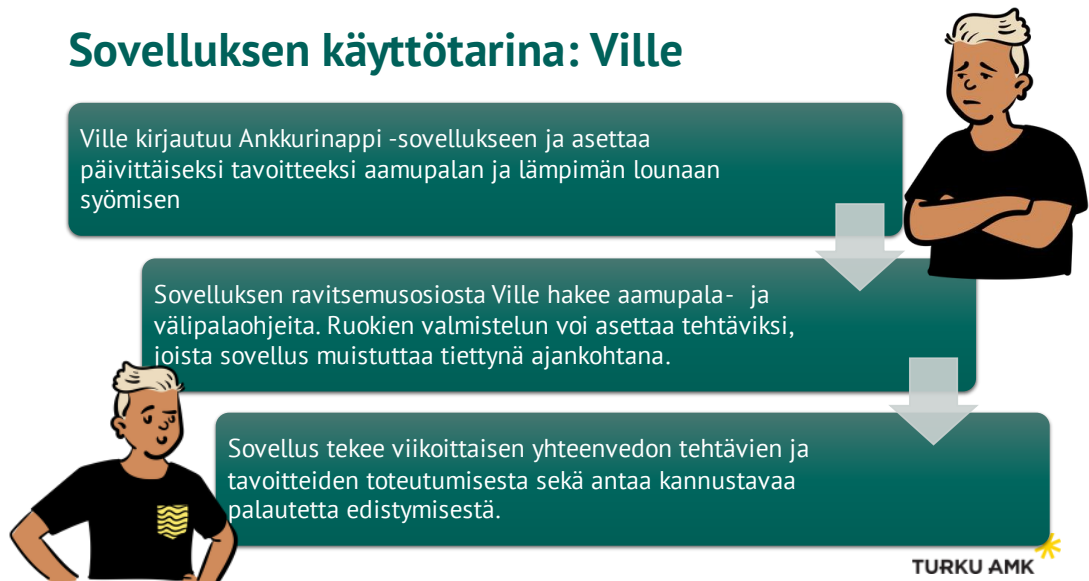 Sovelluksen käyttötarina: Ville
Ville kirjautuu Ankkurinappi -sovellukseen ja asettaa
päivittäiseksi tavoitteeksi aamupalan ja lämpimän lounaan
syömisen
Sovelluksen ravitsemusosiosta Ville hakee aamupala- ja
välipalaohjeita. Ruokien valmistelun voi asettaa tehtäviksi,
joista sovellus muistuttaa tiettynä ajankohtana.
Sovellus tekee viikoittaisen yhteenvedon tehtävien ja
tavoitteiden toteutumisesta sekä antaa kannustavaa
palautetta edistymisestä.
TURKU AMK